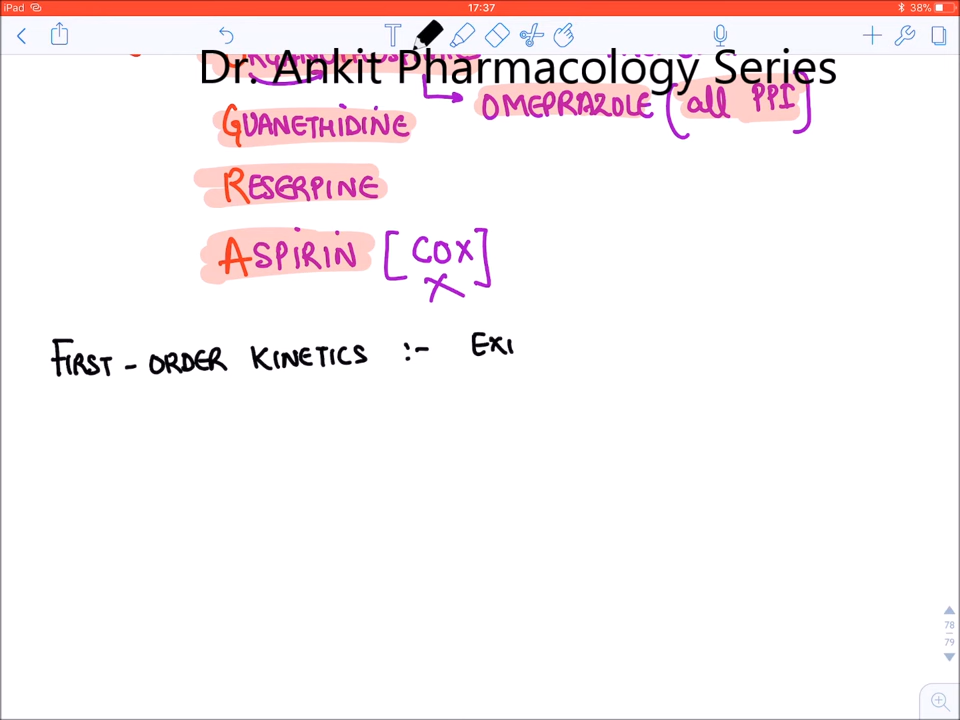 iPad 17:37 38%
Dr. Ankit Pharmacology Series
OMEPRAZOLE (all PPI)
GUANETHIDINE
RESERPINE
ASPIRIN [COX]
X
FIRST - ORDER KINETICS :- EXI
78
79